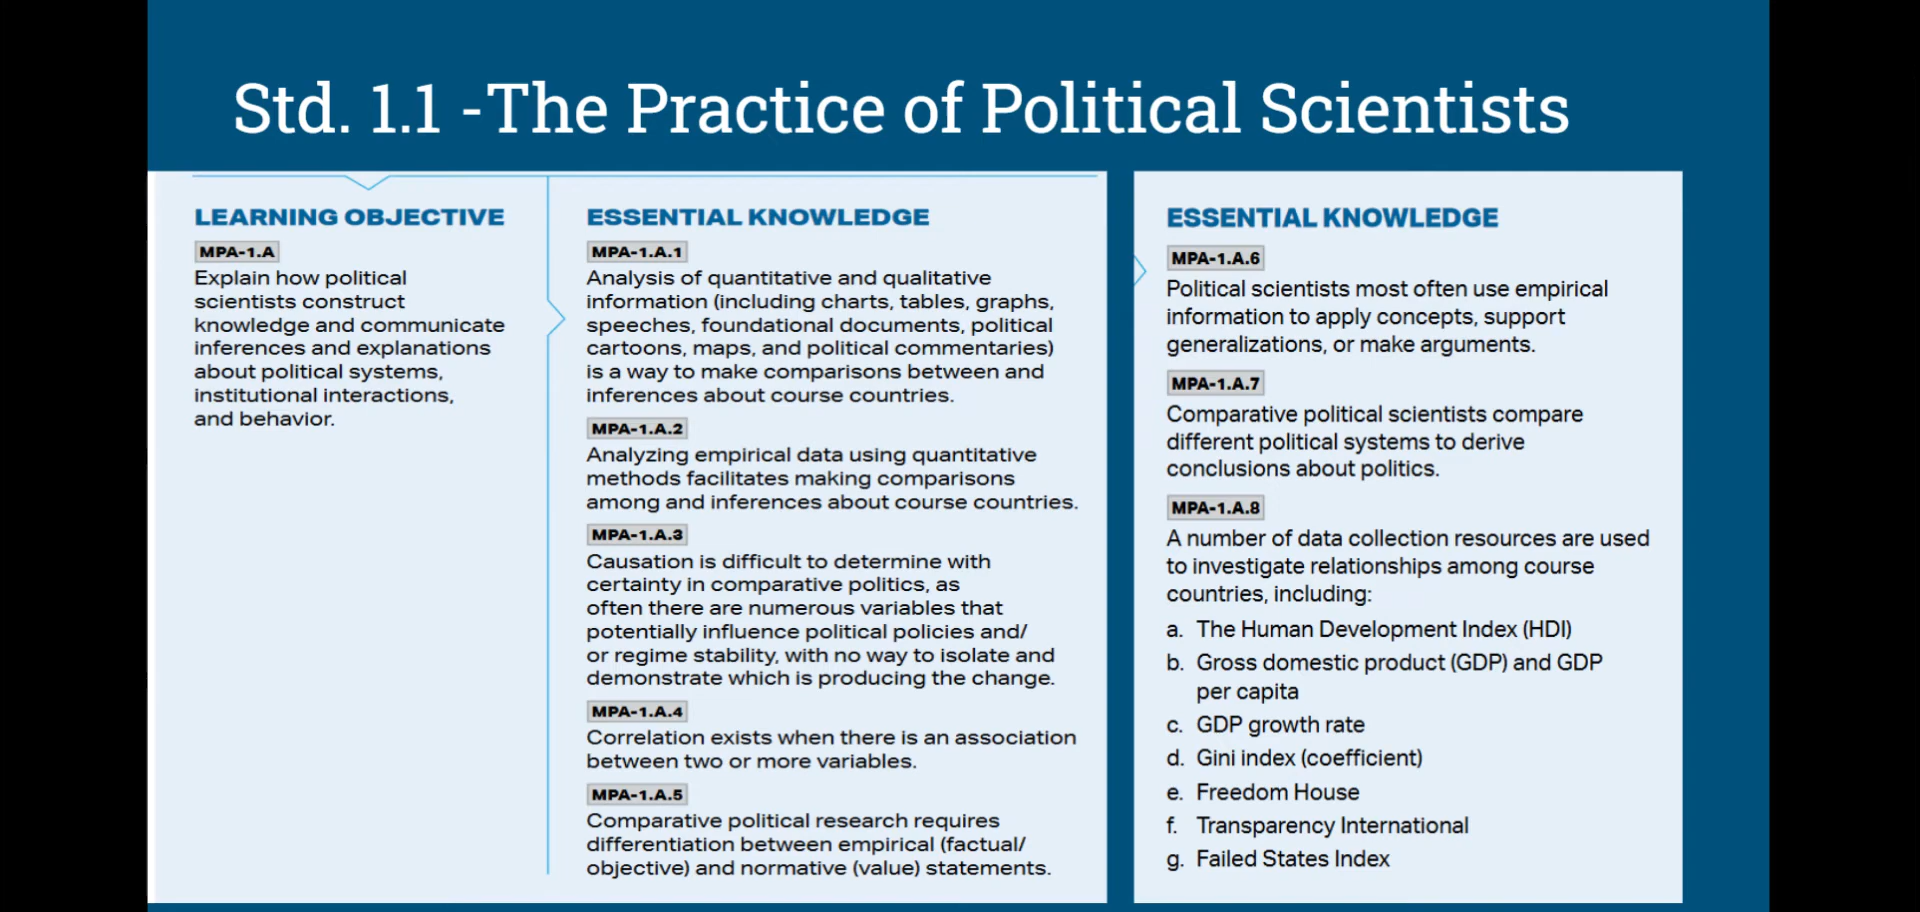 Std. 1.1 -The Practice of Political Scientists
LEARNING OBJECTIVE
MPA-1.A
Explain how political
scientists construct
knowledge and communicate
inferences and explanations
about political systems,
institutional interactions,
and behavior.
ESSENTIAL KNOWLEDGE
MPA-1.A.1
Analysis of quantitative and qualitative
information (including charts, tables, graphs,
speeches, foundational documents, political
cartoons, maps, and political commentaries)
is a way to make comparisons between and
inferences about course countries.
MPA-1.A.2
Analyzing empirical data using quantitative
methods facilitates making comparisons
among and inferences about course countries.
MPA-1.A.3
Causation is difficult to determine with
certainty in comparative politics, as
often there are numerous variables that
potentially influence political policies and/
or regime stability, with no way to isolate and
demonstrate which is producing the change.
MPA-1.A.4
Correlation exists when there is an association
between two or more variables.
MPA-1.A.5
Comparative political research requires
differentiation between empirical (factual/
objective) and normative (value) statements.
ESSENTIAL KNOWLEDGE
MPA-1.A.6
Political scientists most often use empirical
information to apply concepts, support
generalizations, or make arguments.
MPA-1.A.7
Comparative political scientists compare
different political systems to derive
conclusions about politics.
MPA-1.A.8
A number of data collection resources are used
to investigate relationships among course
countries, including:
a. The Human Development Index (HDI)
b. Gross domestic product (GDP) and GDP
per capita
c. GDP growth rate
d. Gini index (coefficient)
e. Freedom House
f. Transparency International
g. Failed States Index